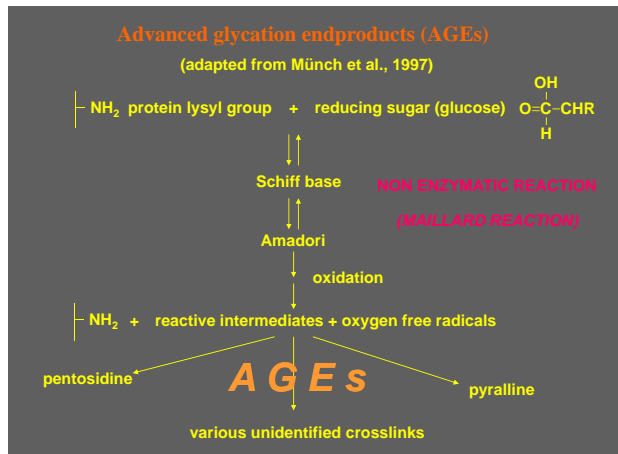 Advanced glycation endproducts (AGEs)
(adapted from Münch et al., 1997)
NH2 protein lysyl group + reducing sugar (glucose)
OH
O=C–CHR
H
Schiff base
NON ENZYMATIC REACTION
(MAILLARD REACTION)
Amadori
oxidation
NH2 + reactive intermediates + oxygen free radicals
pentosidine
A G E s
pyralline
various unidentified crosslinks